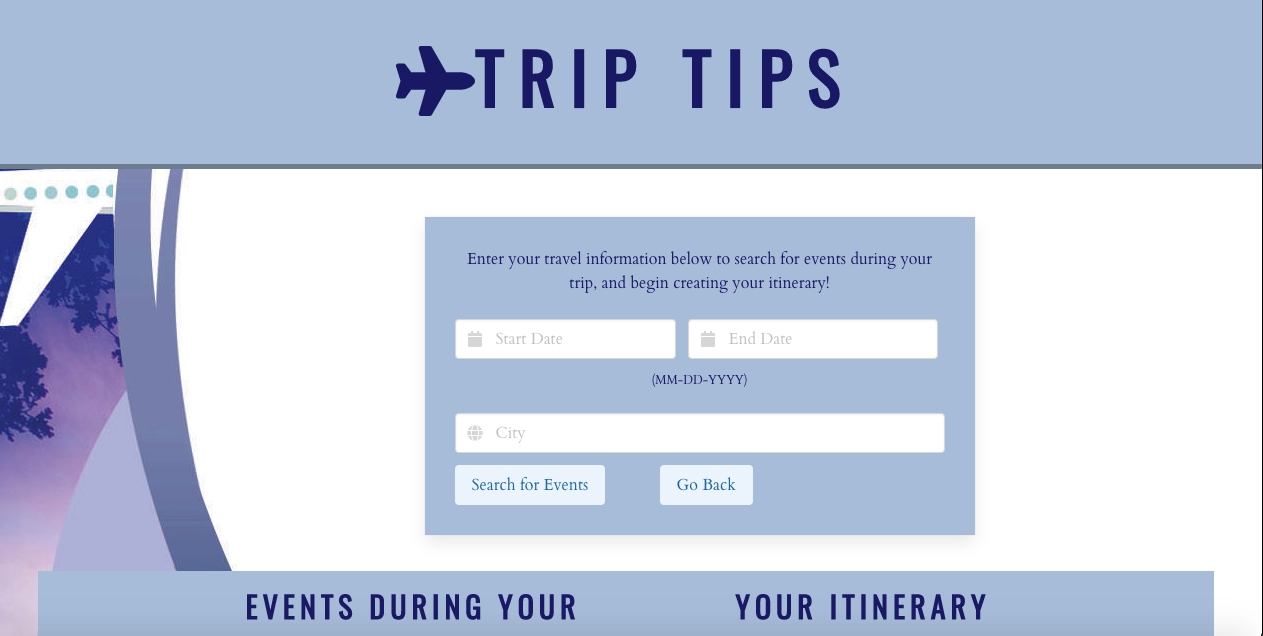 TRIP TIPS
Enter your travel information below to search for events during your
trip, and begin creating your itinerary!
Start Date
End Date
(MM-DD-YYYY)
City
Search for Events
Go Back
EVENTS DURING YOUR
YOUR ITINERARY